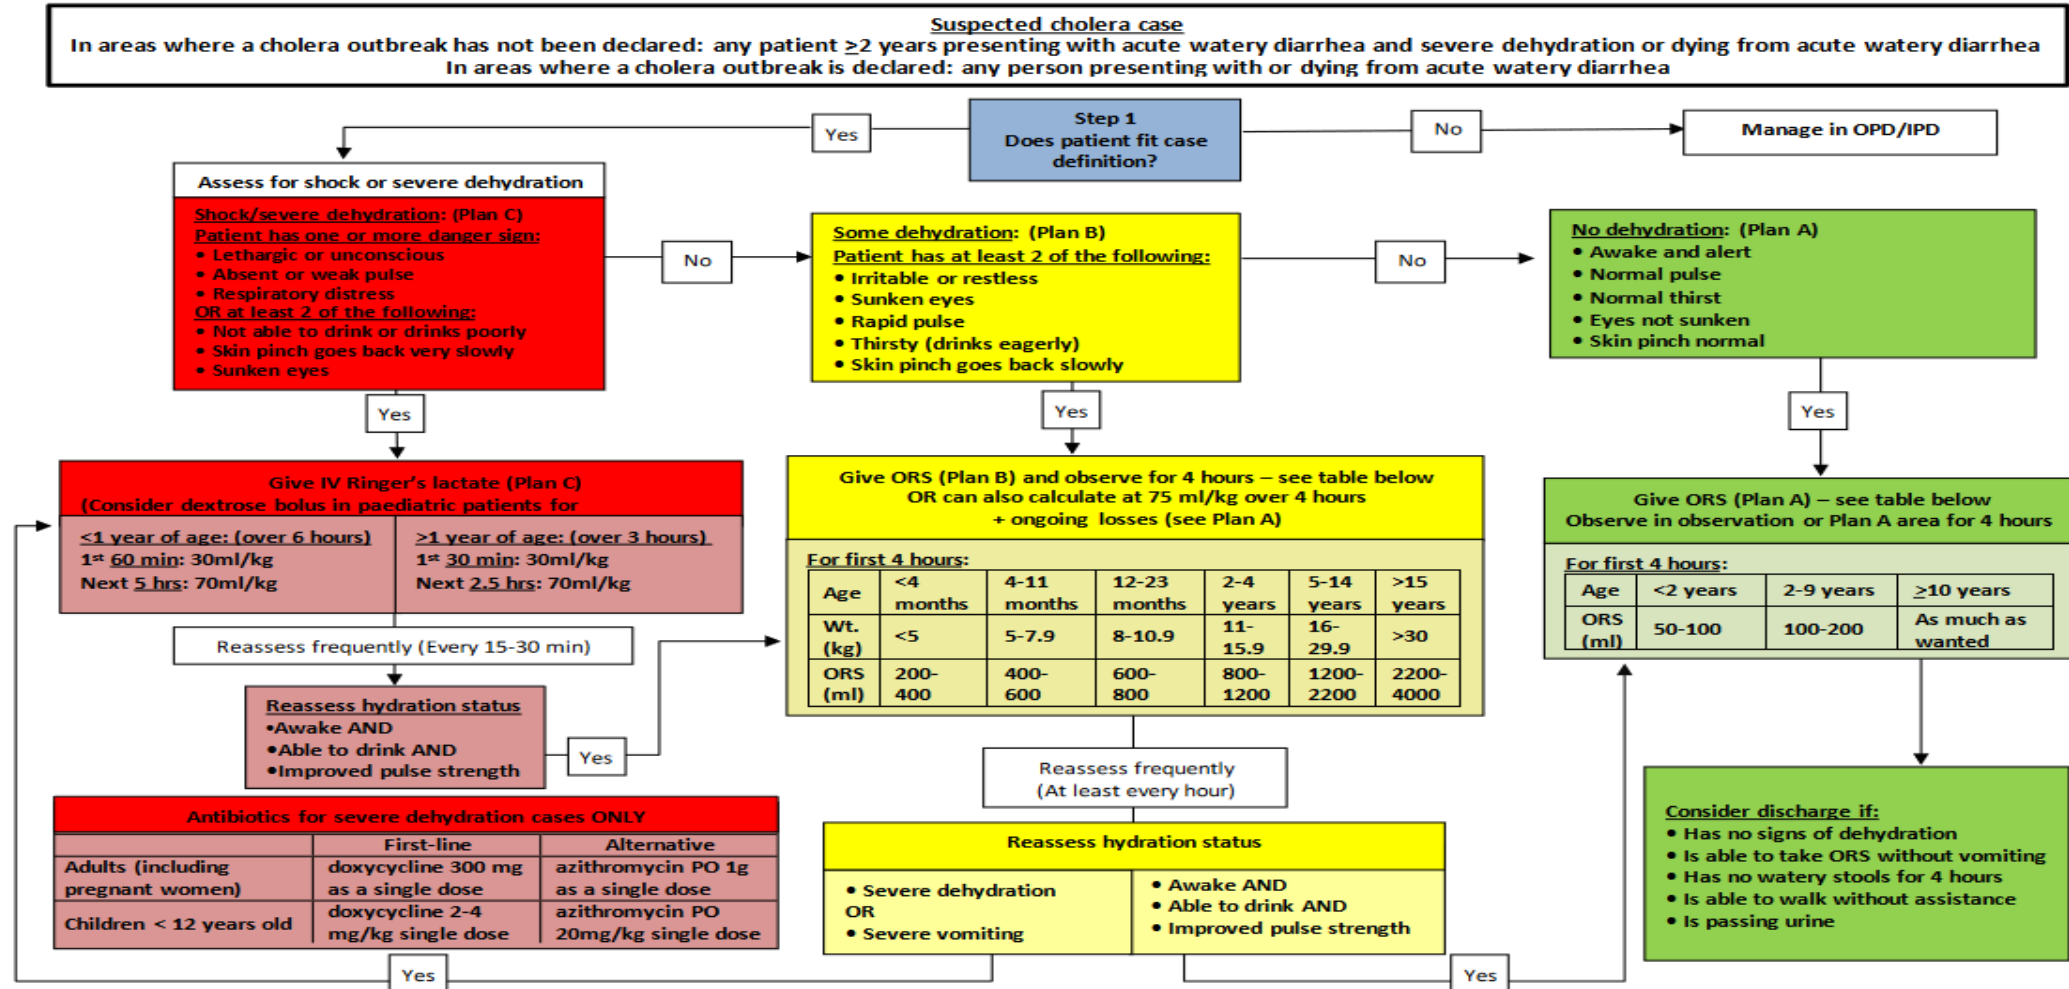 Suspected cholera case
In areas where a cholera outbreak has not been declared: any patient ≥2 years presenting with acute watery diarrhea and severe dehydration or dying from acute watery diarrhea
In areas where a cholera outbreak is declared: any person presenting with or dying from acute watery diarrhea
Step 1
Does patient fit case
definition?
Yes
No
Manage in OPD/IPD
Assess for shock or severe dehydration
Shock/severe dehydration: (Plan C)
Patient has one or more danger sign:
• Lethargic or unconscious
• Absent or weak pulse
• Respiratory distress
OR at least 2 of the following:
• Not able to drink or drinks poorly
• Skin pinch goes back very slowly
• Sunken eyes
No
Some dehydration: (Plan B)
Patient has at least 2 of the following:
• Irritable or restless
• Sunken eyes
• Rapid pulse
• Thirsty (drinks eagerly)
• Skin pinch goes back slowly
No
No dehydration: (Plan A)
• Awake and alert
• Normal pulse
• Normal thirst
• Eyes not sunken
• Skin pinch normal
Yes
Yes
Yes
Give IV Ringer's lactate (Plan C)
(Consider dextrose bolus in paediatric patients for
<1 year of age: (over 6 hours)
1st 60 min: 30ml/kg
Next 5 hrs: 70ml/kg
>1 year of age: (over 3 hours)
1st 30 min: 30ml/kg
Next 2.5 hrs: 70ml/kg
Reassess frequently (Every 15-30 min)
Reassess hydration status
•Awake AND
•Able to drink AND
•Improved pulse strength
Yes
Give ORS (Plan B) and observe for 4 hours – see table below
OR can also calculate at 75 ml/kg over 4 hours
+ ongoing losses (see Plan A)
For first 4 hours:
Age <4 months 4-11 months 12-23 months 2-4 years 5-14 years >15 years
Wt. (kg) <5 5-7.9 8-10.9 11-15.9 16-29.9 >30
ORS (ml) 200-400 400-600 600-800 800-1200 1200-2200 2200-4000
Reassess frequently
(At least every hour)
Reassess hydration status
• Severe dehydration
OR
• Severe vomiting
• Awake AND
• Able to drink AND
• Improved pulse strength
Yes
Yes
Give ORS (Plan A) – see table below
Observe in observation or Plan A area for 4 hours
For first 4 hours:
Age <2 years 2-9 years ≥10 years
ORS (ml) 50-100 100-200 As much as wanted
Consider discharge if:
• Has no signs of dehydration
• Is able to take ORS without vomiting
• Has no watery stools for 4 hours
• Is able to walk without assistance
• Is passing urine
Antibiotics for severe dehydration cases ONLY
First-line Alternative
Adults (including pregnant women) doxycycline 300 mg as a single dose azithromycin PO 1g as a single dose
Children < 12 years old doxycycline 2-4 mg/kg single dose azithromycin PO 20mg/kg single dose